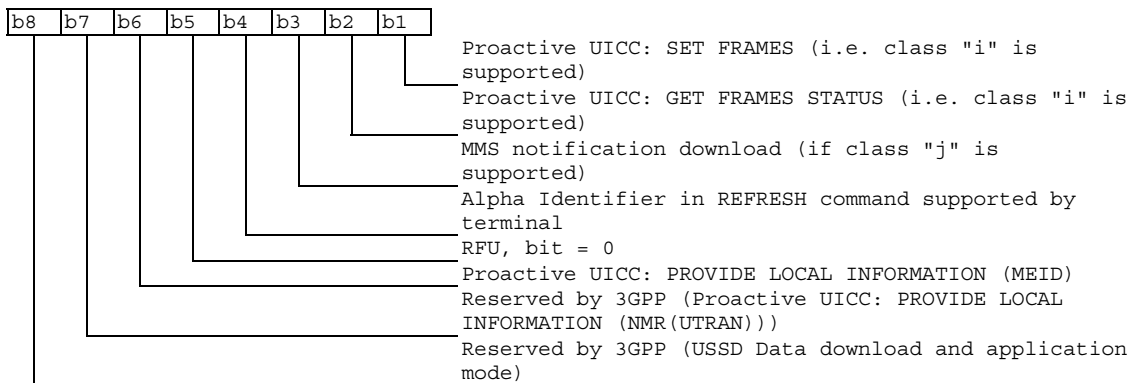 b8 b7 b6 b5 b4 b3 b2 b1
Proactive UICC: SET FRAMES (i.e. class "i" is
supported)
Proactive UICC: GET FRAMES STATUS (i.e. class "i" is
supported)
MMS notification download (if class "j" is
supported)
Alpha Identifier in REFRESH command supported by
terminal
RFU, bit = 0
Proactive UICC: PROVIDE LOCAL INFORMATION (MEID)
Reserved by 3GPP (Proactive UICC: PROVIDE LOCAL
INFORMATION (NMR(UTRAN)))
Reserved by 3GPP (USSD Data download and application
mode)